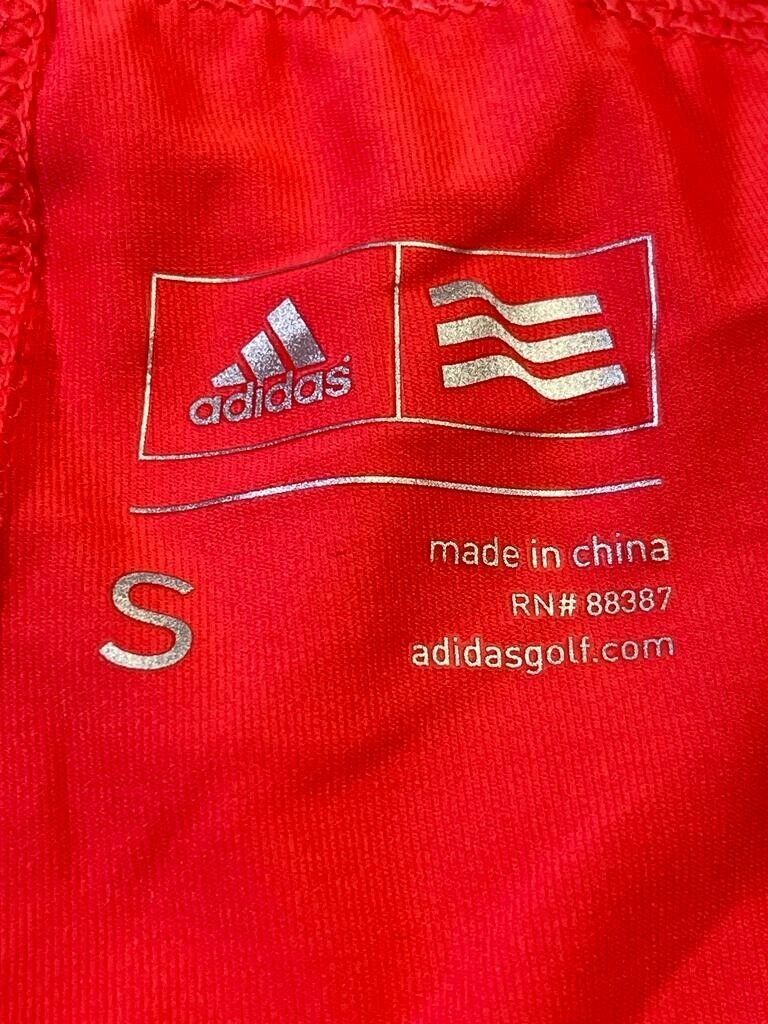 adidas
S
made in china
RN# 88387
adidasgolf.com